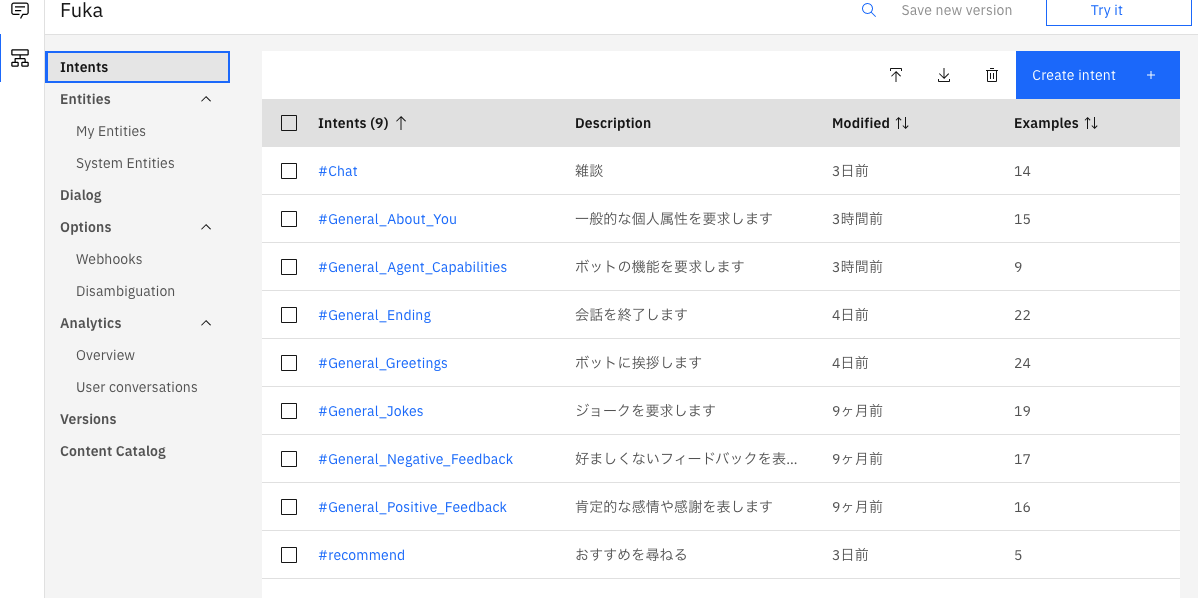 Fuka
Save new version
Try it
Intents
Entities
My Entities
System Entities
Dialog
Options
Webhooks
Disambiguation
Analytics
Overview
User conversations
Versions
Content Catalog
Create intent +
Intents (9) Description Modified Examples
#Chat 雑談 3日前 14
#General_About_You 一般的な個人属性を要求します 3時間前 15
#General_Agent_Capabilities ボットの機能を要求します 3時間前 9
#General_Ending 会話を終了します 4日前 22
#General_Greetings ボットに挨拶します 4日前 24
#General_Jokes ジョークを要求します 9ヶ月前 19
#General_Negative_Feedback 好ましくないフィードバックを表... 9ヶ月前 17
#General_Positive_Feedback 肯定的な感情や感謝を表します 9ヶ月前 16
#recommend おすすめを尋ねる 3日前 5